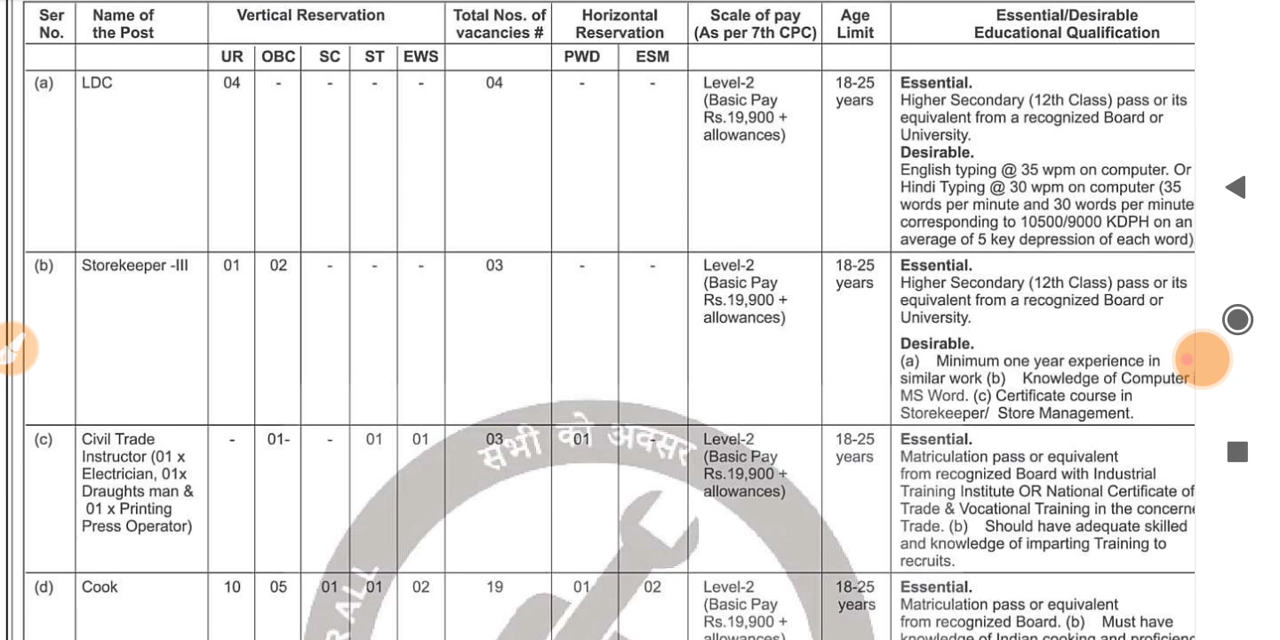 Ser Name of Vertical Reservation Total Nos. of Horizontal Scale of pay Age Essential/Desirable
No. the Post vacancies # Reservation (As per 7th CPC) Limit Educational Qualification
UR OBC SC ST EWS PWD ESM
(a) LDC 04 - - - - 04 - - Level-2 18-25 Essential.
(Basic Pay years Higher Secondary (12th Class) pass or its
Rs.19,900 + equivalent from a recognized Board or
allowances) University.
Desirable.
English typing @ 35 wpm on computer. Or
Hindi Typing @ 30 wpm on computer (35
words per minute and 30 words per minute
corresponding to 10500/9000 KDPH on an
average of 5 key depression of each word)
(b) Storekeeper -III 01 02 - - - 03 - - Level-2 18-25 Essential.
(Basic Pay years Higher Secondary (12th Class) pass or its
Rs.19,900 + equivalent from a recognized Board or
allowances) University.
Desirable.
(a) Minimum one year experience in
similar work (b) Knowledge of Computer
MS Word. (c) Certificate course in
Storekeeper/ Store Management.
(c) Civil Trade - 01- - 01 01 03 01 - Level-2 18-25 Essential.
Instructor (01 x (Basic Pay years Matriculation pass or equivalent
Electrician, 01x Rs.19,900 + from recognized Board with Industrial
Draughts man & allowances) Training Institute OR National Certificate of
01 x Printing Trade & Vocational Training in the concerne
Press Operator) Trade. (b) Should have adequate skilled
and knowledge of imparting Training to
recruits.
सभी को अवसर
(d) Cook 10 05 01 01 02 19 01 02 Level-2 18-25 Essential.
(Basic Pay years Matriculation pass or equivalent
Rs.19,900 + from recognized Board. (b) Must have
allowances) knowledge of Indian cooking and proficienc
R ALL